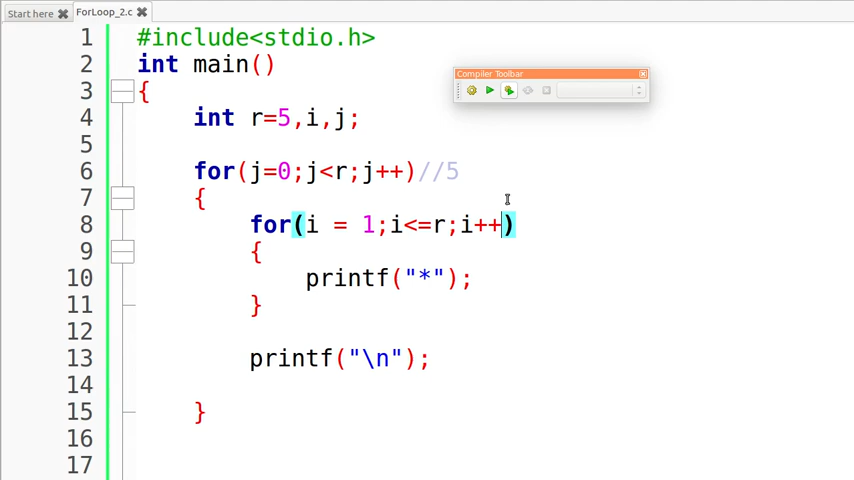 Start here
ForLoop_2.c
1 #include<stdio.h>
2 int main()
Compiler Toolbar
3 {
4 int r=5,i,j;
5
6 for(j=0;j<r;j++)//5
7 {
8 for(i = 1;i<=r;i++)
9 {
10 printf("*");
11 }
12
13 printf("\n");
14
15 }
16
17